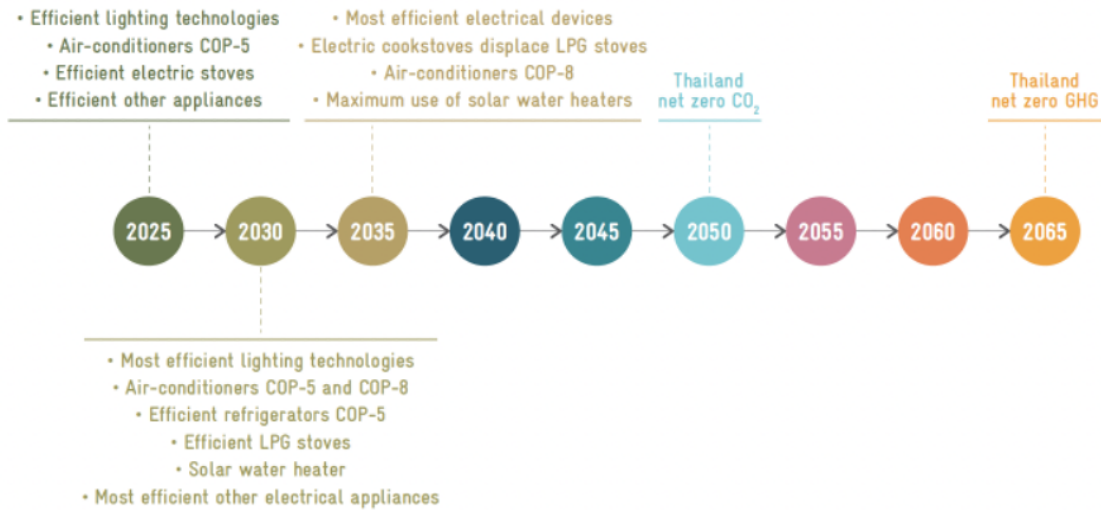 • Efficient lighting technologies
• Air-conditioners COP-5
• Efficient electric stoves
• Efficient other appliances
• Most efficient electrical devices
• Electric cookstoves displace LPG stoves
• Air-conditioners COP-8
• Maximum use of solar water heaters
Thailand
net zero CO₂
Thailand
net zero GHG
2025
2030
2035
2040
2045
2050
2055
2060
2065
• Most efficient lighting technologies
• Air-conditioners COP-5 and COP-8
• Efficient refrigerators COP-5
• Efficient LPG stoves
• Solar water heater
• Most efficient other electrical appliances